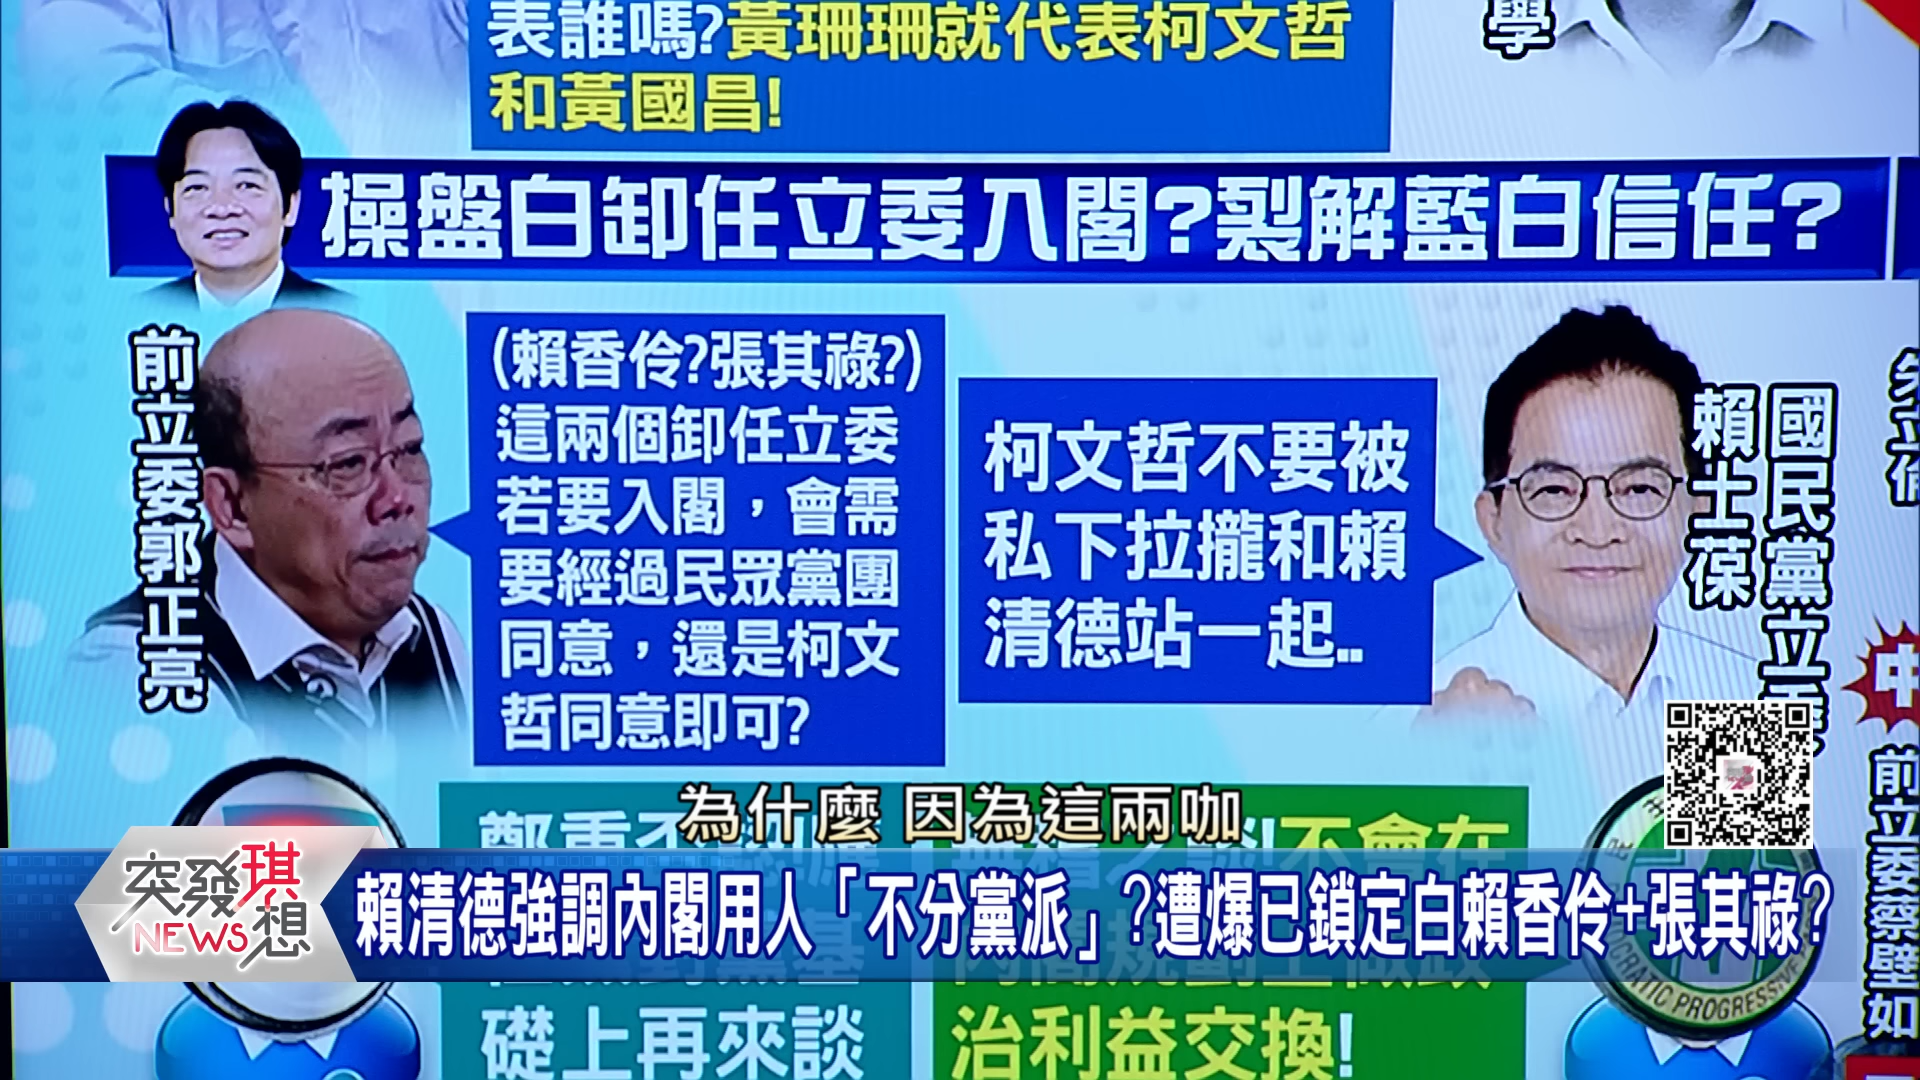 表誰嗎?黃珊珊就代表柯文哲
和黃國昌!
學
操盤白卸任立委入閣?裂解藍白信任?
前立委郭正亮
(賴香伶?張其祿?)
這兩個卸任立委
若要入閣，會需
要經過民眾黨團
同意，還是柯文
哲同意即可?
柯文哲不要被
私下拉攏和賴
清德站一起..
國民黨立委
賴士葆
中
前立委蔡壁如
為什麼 因為這兩咖
不會在
突發琪想
NEWS
賴清德強調內閣用人「不分黨派」?遭爆已鎖定白賴香伶+張其祿?
礎上再來談
治利益交換!
CRATIC PROGRESSIVE